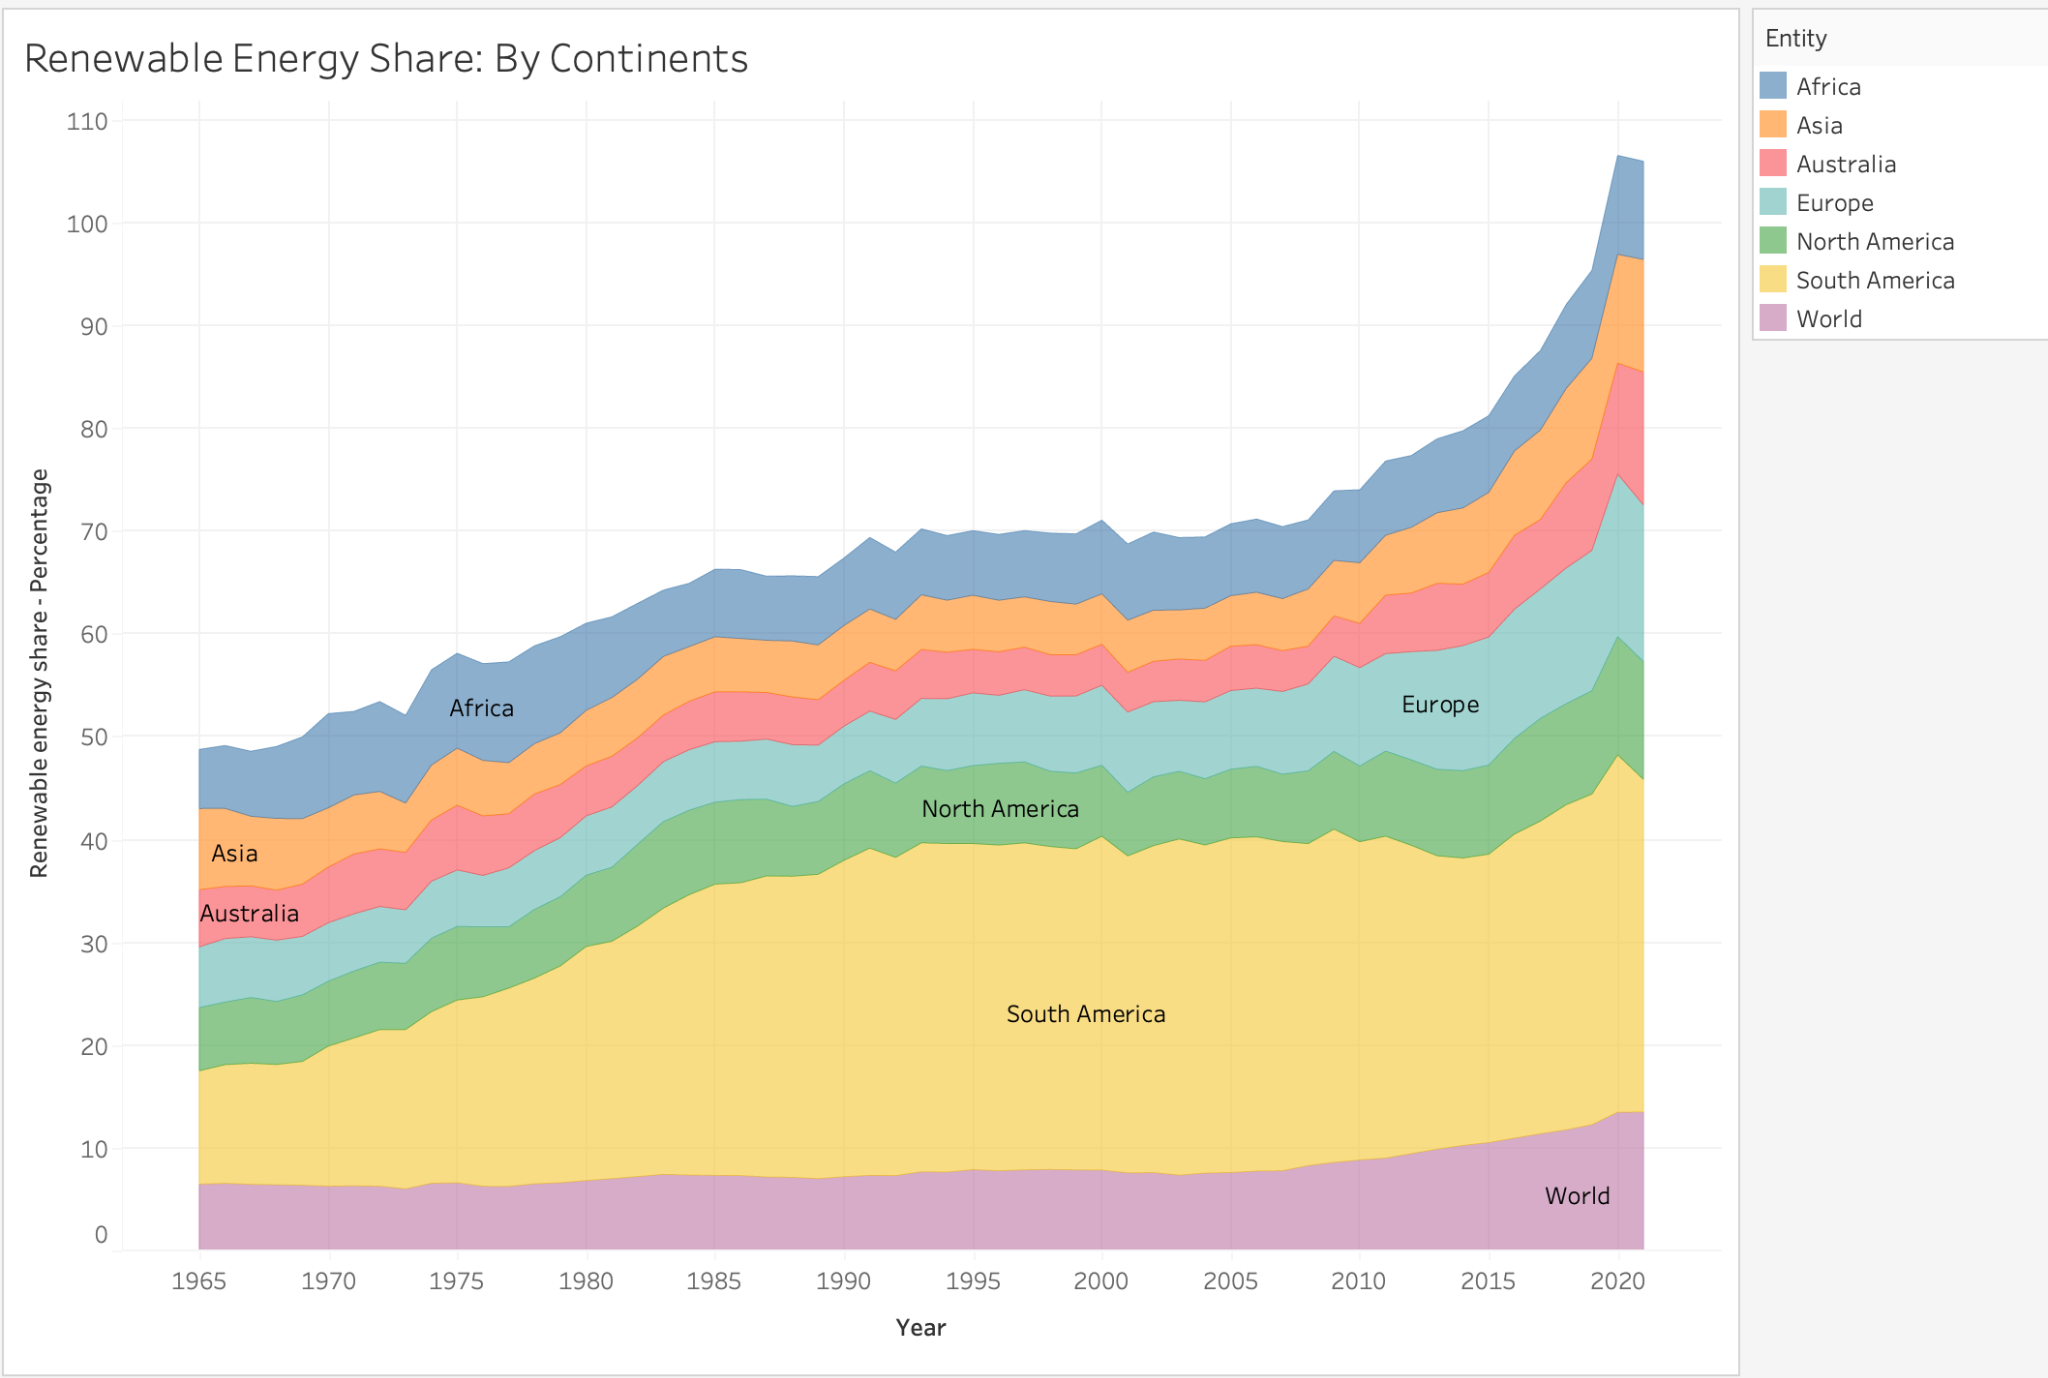 Renewable Energy Share: By Continents
Entity
Africa
Asia
Australia
Europe
North America
South America
World
Renewable energy share - Percentage
110
100
90
80
70
60
50
40
30
20
10
0
Africa
Europe
North America
Asia
Australia
South America
World
1965 1970 1975 1980 1985 1990 1995 2000 2005 2010 2015 2020
Year